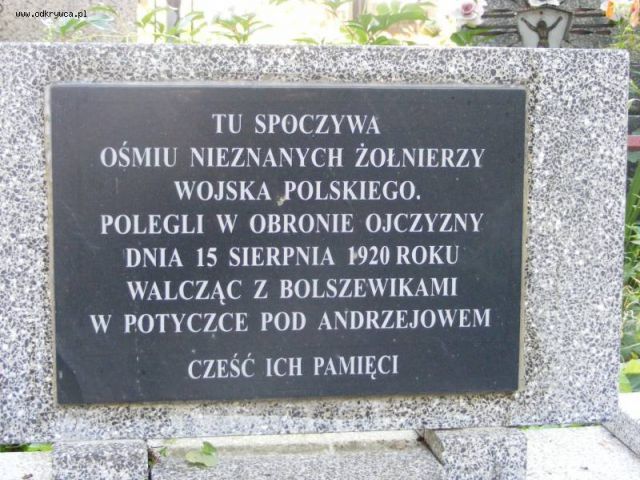 www.odkrywca.pl
TU SPOCZYWA
OŚMIU NIEZNANYCH ŻOŁNIERZY
WOJSKA POLSKIEGO.
POLEGLI W OBRONIE OJCZYZNY
DNIA 15 SIERPNIA 1920 ROKU
WALCZĄC Z BOLSZEWIKAMI
W POTYCZCE POD ANDRZEJOWEM
CZEŚĆ ICH PAMIĘCI